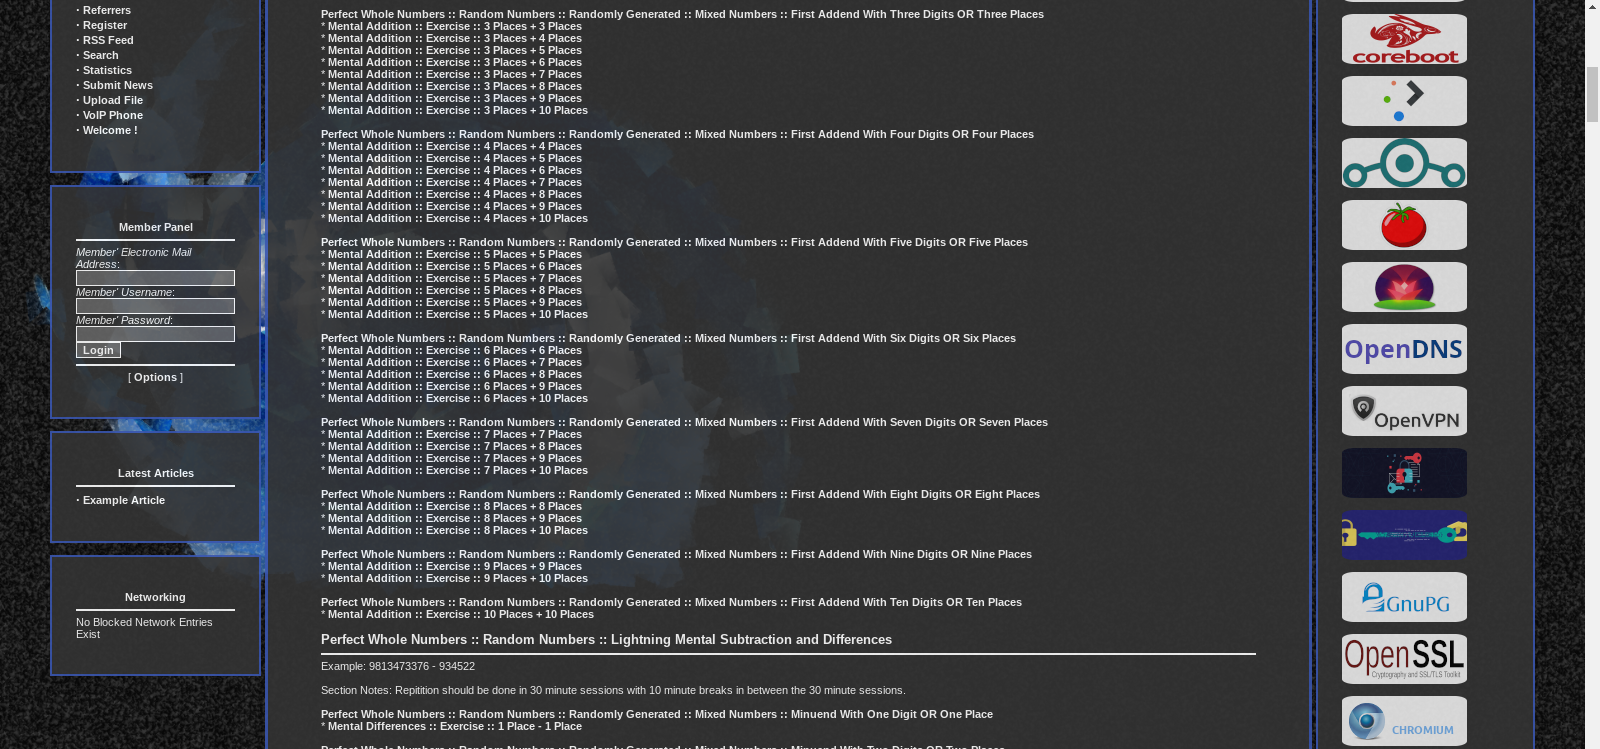 · Referrers
· Register
· RSS Feed
· Search
· Statistics
· Submit News
· Upload File
· VoIP Phone
· Welcome !
Member Panel
Member' Electronic Mail
Address:
Member' Username:
Member' Password:
Login
[ Options ]
Latest Articles
· Example Article
Networking
No Blocked Network Entries
Exist
Perfect Whole Numbers :: Random Numbers :: Randomly Generated :: Mixed Numbers :: First Addend With Three Digits OR Three Places
* Mental Addition :: Exercise :: 3 Places + 3 Places
* Mental Addition :: Exercise :: 3 Places + 4 Places
* Mental Addition :: Exercise :: 3 Places + 5 Places
* Mental Addition :: Exercise :: 3 Places + 6 Places
* Mental Addition :: Exercise :: 3 Places + 7 Places
* Mental Addition :: Exercise :: 3 Places + 8 Places
* Mental Addition :: Exercise :: 3 Places + 9 Places
* Mental Addition :: Exercise :: 3 Places + 10 Places
Perfect Whole Numbers :: Random Numbers :: Randomly Generated :: Mixed Numbers :: First Addend With Four Digits OR Four Places
* Mental Addition :: Exercise :: 4 Places + 4 Places
* Mental Addition :: Exercise :: 4 Places + 5 Places
* Mental Addition :: Exercise :: 4 Places + 6 Places
* Mental Addition :: Exercise :: 4 Places + 7 Places
* Mental Addition :: Exercise :: 4 Places + 8 Places
* Mental Addition :: Exercise :: 4 Places + 9 Places
* Mental Addition :: Exercise :: 4 Places + 10 Places
Perfect Whole Numbers :: Random Numbers :: Randomly Generated :: Mixed Numbers :: First Addend With Five Digits OR Five Places
* Mental Addition :: Exercise :: 5 Places + 5 Places
* Mental Addition :: Exercise :: 5 Places + 6 Places
* Mental Addition :: Exercise :: 5 Places + 7 Places
* Mental Addition :: Exercise :: 5 Places + 8 Places
* Mental Addition :: Exercise :: 5 Places + 9 Places
* Mental Addition :: Exercise :: 5 Places + 10 Places
Perfect Whole Numbers :: Random Numbers :: Randomly Generated :: Mixed Numbers :: First Addend With Six Digits OR Six Places
* Mental Addition :: Exercise :: 6 Places + 6 Places
* Mental Addition :: Exercise :: 6 Places + 7 Places
* Mental Addition :: Exercise :: 6 Places + 8 Places
* Mental Addition :: Exercise :: 6 Places + 9 Places
* Mental Addition :: Exercise :: 6 Places + 10 Places
Perfect Whole Numbers :: Random Numbers :: Randomly Generated :: Mixed Numbers :: First Addend With Seven Digits OR Seven Places
* Mental Addition :: Exercise :: 7 Places + 7 Places
* Mental Addition :: Exercise :: 7 Places + 8 Places
* Mental Addition :: Exercise :: 7 Places + 9 Places
* Mental Addition :: Exercise :: 7 Places + 10 Places
Perfect Whole Numbers :: Random Numbers :: Randomly Generated :: Mixed Numbers :: First Addend With Eight Digits OR Eight Places
* Mental Addition :: Exercise :: 8 Places + 8 Places
* Mental Addition :: Exercise :: 8 Places + 9 Places
* Mental Addition :: Exercise :: 8 Places + 10 Places
Perfect Whole Numbers :: Random Numbers :: Randomly Generated :: Mixed Numbers :: First Addend With Nine Digits OR Nine Places
* Mental Addition :: Exercise :: 9 Places + 9 Places
* Mental Addition :: Exercise :: 9 Places + 10 Places
Perfect Whole Numbers :: Random Numbers :: Randomly Generated :: Mixed Numbers :: First Addend With Ten Digits OR Ten Places
* Mental Addition :: Exercise :: 10 Places + 10 Places
Perfect Whole Numbers :: Random Numbers :: Lightning Mental Subtraction and Differences
Example: 9813473376 - 934522
Section Notes: Repitition should be done in 30 minute sessions with 10 minute breaks in between the 30 minute sessions.
Perfect Whole Numbers :: Random Numbers :: Randomly Generated :: Mixed Numbers :: Minuend With One Digit OR One Place
* Mental Differences :: Exercise :: 1 Place - 1 Place
Perfect Whole Numbers :: Random Numbers :: Randomly Generated :: Mixed Numbers :: Minuend With Two Digits OR Two Places
coreboot
OpenDNS
OpenVPN
GnuPG
OpenSSL
Cryptography and SSL/TLS Toolkit
CHROMIUM